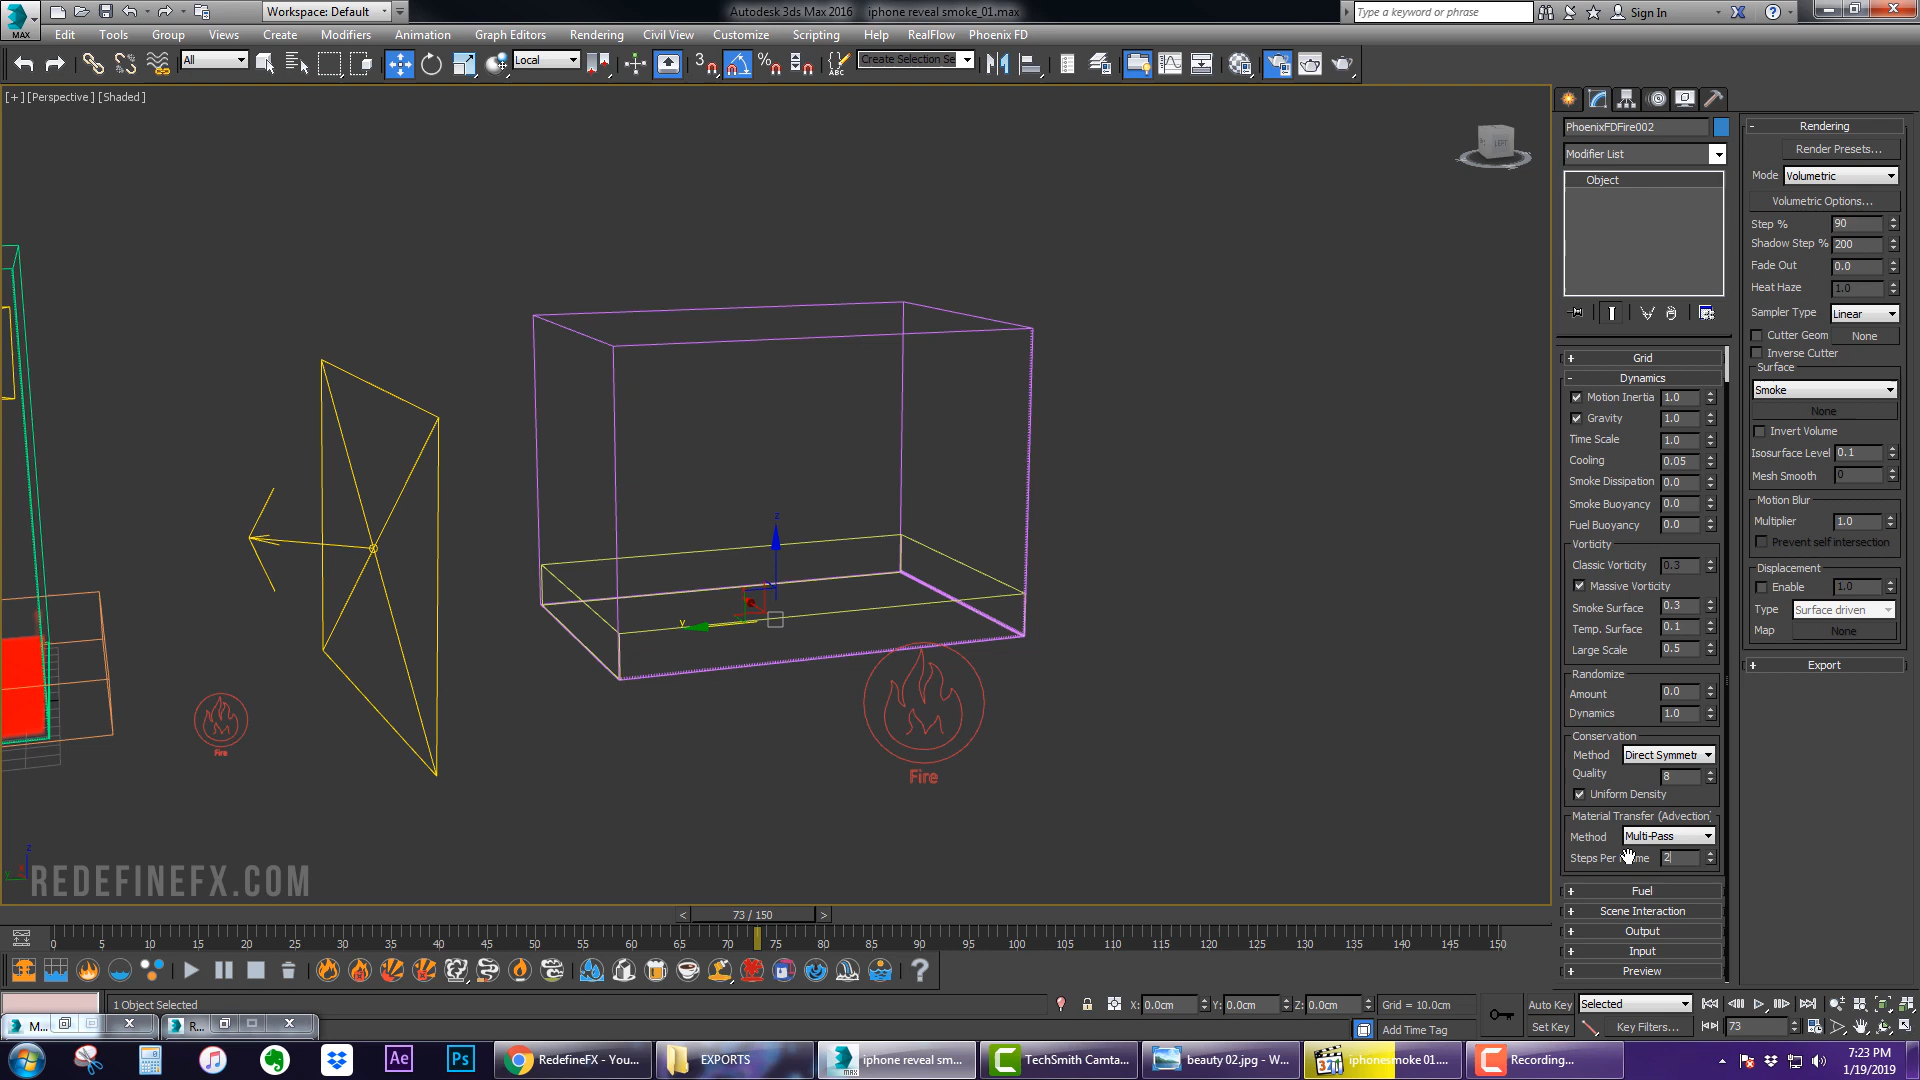 MAX
Workspace: Default
Autodesk 3ds Max 2016 iphone reveal smoke_01.max
Type a keyword or phrase
Sign In
Edit Tools Group Views Create Modifiers Animation Graph Editors Rendering Civil View Customize Scripting Help RealFlow Phoenix FD
All
Local
3
ABC
Create Selection Se
[+] [Perspective] [Shaded]
LEFT
z
y
Fire
Fire
z
REDEFINEFX.COM
PhoenixFDFire002
Modifier List
Object
+ Grid
- Dynamics
Motion Inertia 1.0
Gravity 1.0
Time Scale 1.0
Cooling 0.05
Smoke Dissipation 0.0
Smoke Buoyancy 0.0
Fuel Buoyancy 0.0
Vorticity
Classic Vorticity 0.3
Massive Vorticity
Smoke Surface 0.3
Temp. Surface 0.1
Large Scale 0.5
Randomize
Amount 0.0
Dynamics 1.0
Conservation
Method Direct Symmetr
Quality 8
Uniform Density
Material Transfer (Advection)
Method Multi-Pass
Steps Per 2
+ Fuel
+ Scene Interaction
+ Output
+ Input
+ Preview
- Rendering
Render Presets...
Mode Volumetric
Volumetric Options...
Step % 90
Shadow Step % 200
Fade Out 0.0
Heat Haze 1.0
Sampler Type Linear
Cutter Geom None
Inverse Cutter
Surface
Smoke
None
Invert Volume
Isosurface Level 0.1
Mesh Smooth 0
Motion Blur
Multiplier 1.0
Prevent self intersection
Displacement
Enable 1.0
Type Surface driven
Map None
+ Export
< 73 / 150 >
0 5 10 15 20 25 30 35 40 45 50 55 60 65 70 75 80 85 90 95 100 105 110 115 120 125 130 135 140 145 150
1 Object Selected
X: 0.0cm Y: 0.0cm Z: 0.0cm Grid = 10.0cm
Auto Key Selected
Add Time Tag
Set Key Key Filters... 73
M... R...
Ae Ps RedefineFX - You... EXPORTS iphone reveal sm... TechSmith Camta... beauty 02.jpg - W... iphonesmoke 01.... Recording...
7:23 PM
1/19/2019